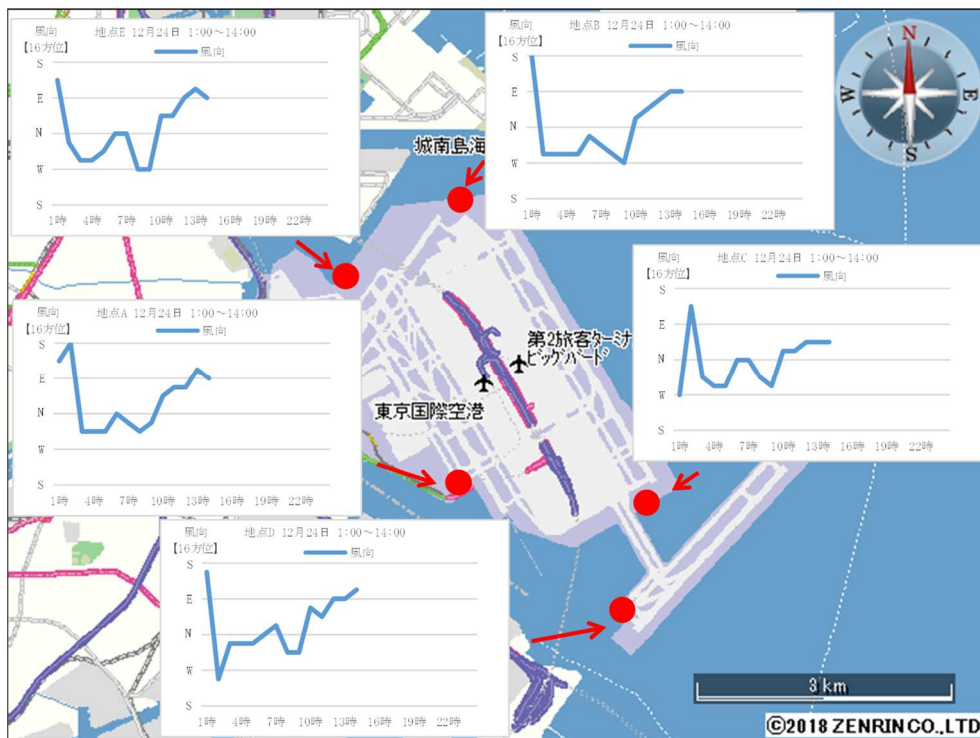 風向
【16方位】
地点E 12月24日 1:00～14:00
風向
S
E
N
W
S
1時 4時 7時 10時 13時 16時 19時 22時
風向
【16方位】
地点B 12月24日 1:00～14:00
風向
S
E
N
W
S
1時 4時 7時 10時 13時 16時 19時 22時
N
E
S
W
城南島海
風向
【16方位】
地点C 12月24日 1:00～14:00
風向
S
E
N
W
S
1時 4時 7時 10時 13時 16時 19時 22時
風向
【16方位】
地点A 12月24日 1:00～14:00
風向
S
E
N
W
S
1時 4時 7時 10時 13時 16時 19時 22時
第2旅客ターミナ
ビッグバード
東京国際空港
風向
【16方位】
地点D 12月24日 1:00～14:00
風向
S
E
N
W
S
1時 4時 7時 10時 13時 16時 19時 22時
3 km
©2018 ZENRIN CO., LTD